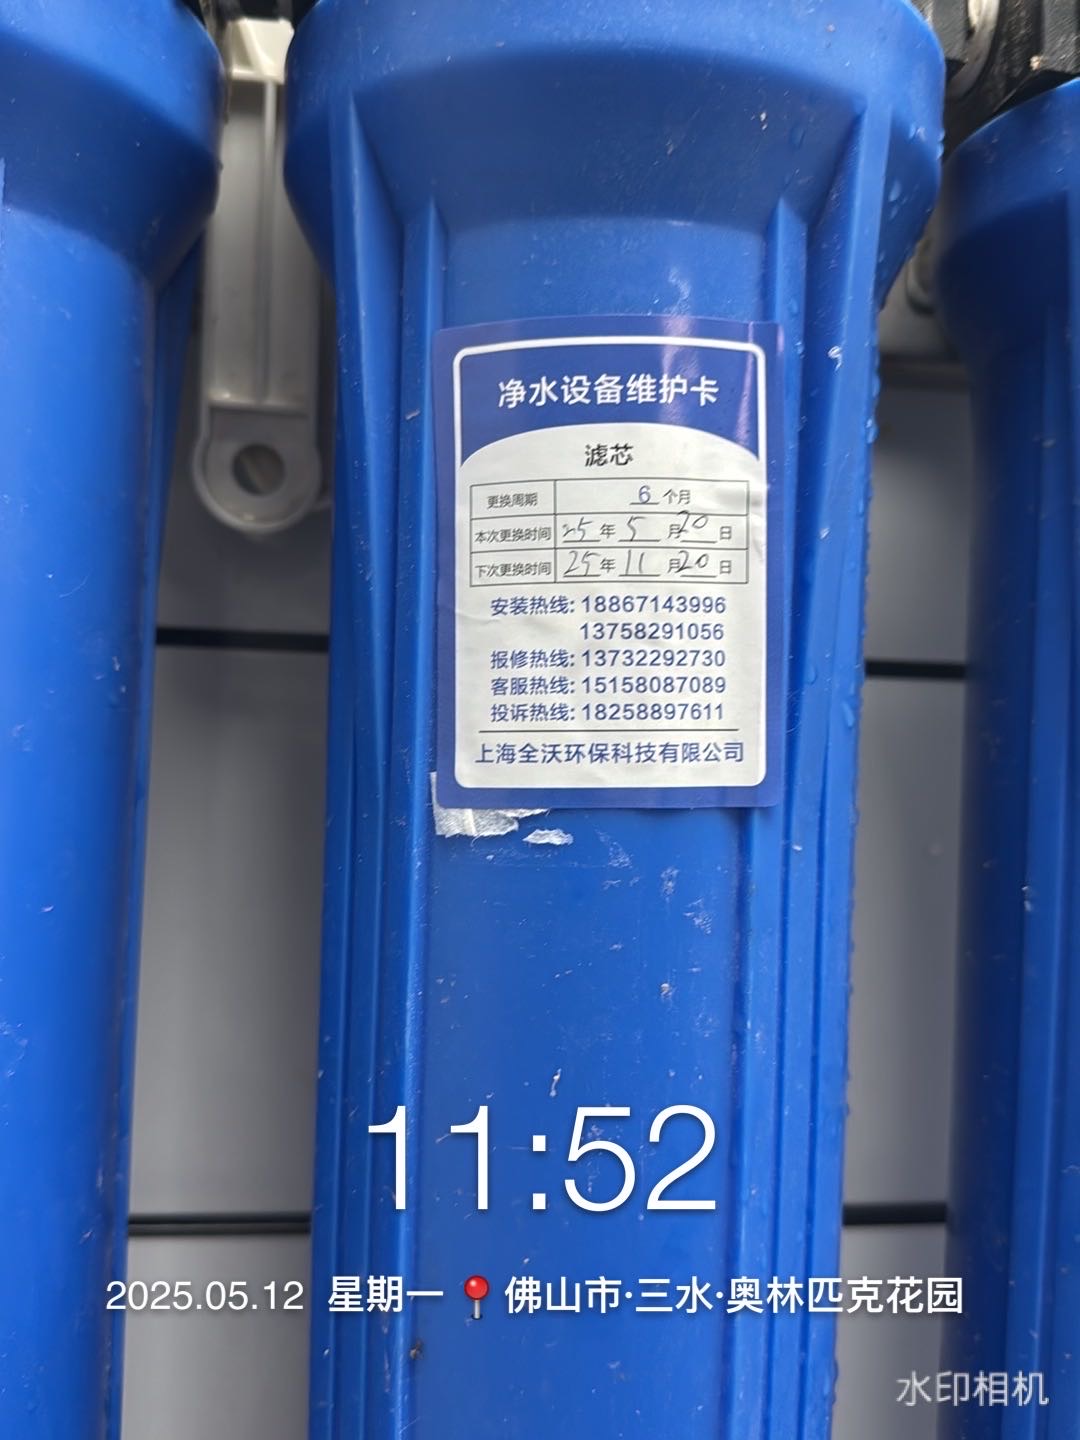 净水设备维护卡
滤芯
更换周期 6 个月
本次更换时间 25 年 5 月 20 日
下次更换时间 25 年 11 月 20 日
安装热线: 18867143996
13758291056
报修热线: 13732292730
客服热线: 15158087089
投诉热线: 18258897611
上海全沃环保科技有限公司
11:52
2025.05.12 星期一 📍 佛山市·三水·奥林匹克花园
水印相机